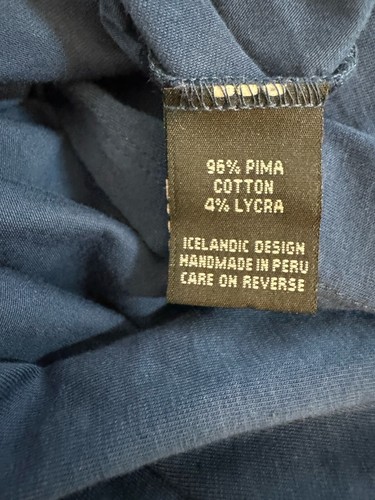 96% PIMA
COTTON
4% LYCRA
ICELANDIC DESIGN
HANDMADE IN PERU
CARE ON REVERSE